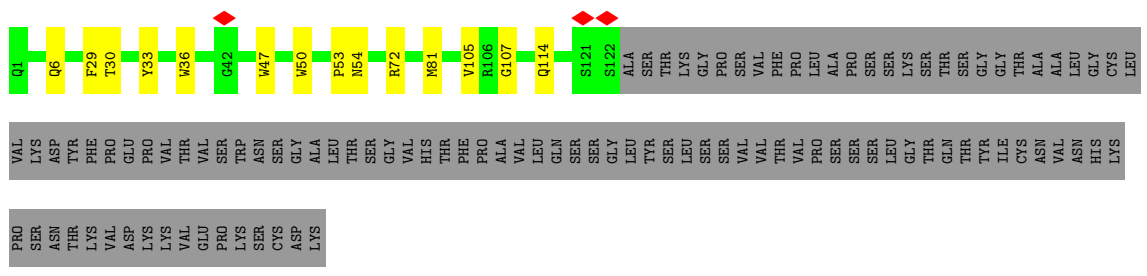 Q1 Q6 F29 T30 Y33 W36 G42 W47 W50 P53 N54 R72 M81 V105 R106 G107 Q114 S121 S122 ALA SER THR LYS GLY PRO SER VAL PHE PRO LEU ALA PRO SER SER LYS SER THR SER GLY GLY THR ALA ALA LEU GLY CYS LEU
VAL LYS ASP TYR PHE PRO GLU PRO VAL THR VAL SER TRP ASN SER GLY ALA LEU THR SER GLY VAL HIS THR PHE PRO ALA VAL LEU GLN SER SER GLY LEU TYR SER LEU SER SER VAL VAL THR VAL PRO SER SER SER LEU GLY THR GLN THR TYR ILE CYS ASN VAL ASN HIS LYS
PRO SER ASN THR LYS VAL ASP LYS LYS VAL GLU PRO LYS SER CYS ASP LYS